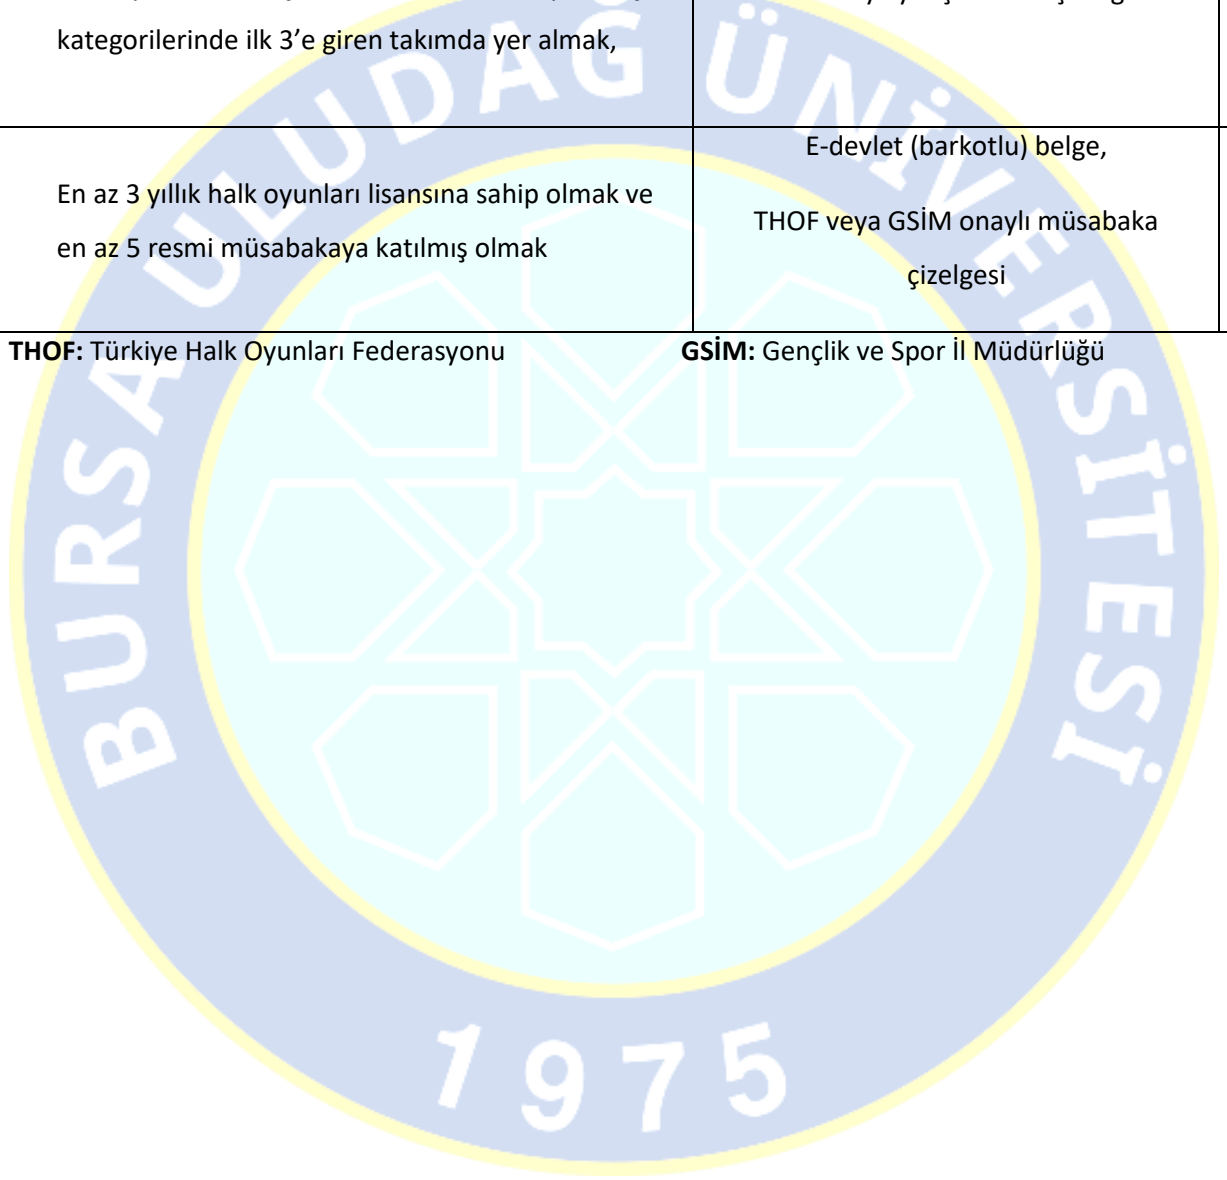 kategorilerinde ilk 3’e giren takımda yer almak,
En az 3 yıllık halk oyunları lisansına sahip olmak ve
en az 5 resmi müsabakaya katılmış olmak
E-devlet (barkotlu) belge,
THOF veya GSİM onaylı müsabaka
çizelgesi
THOF: Türkiye Halk Oyunları Federasyonu
GSİM: Gençlik ve Spor İl Müdürlüğü
BURSA ULUDAĞ ÜNİVERSİTESİ
1975